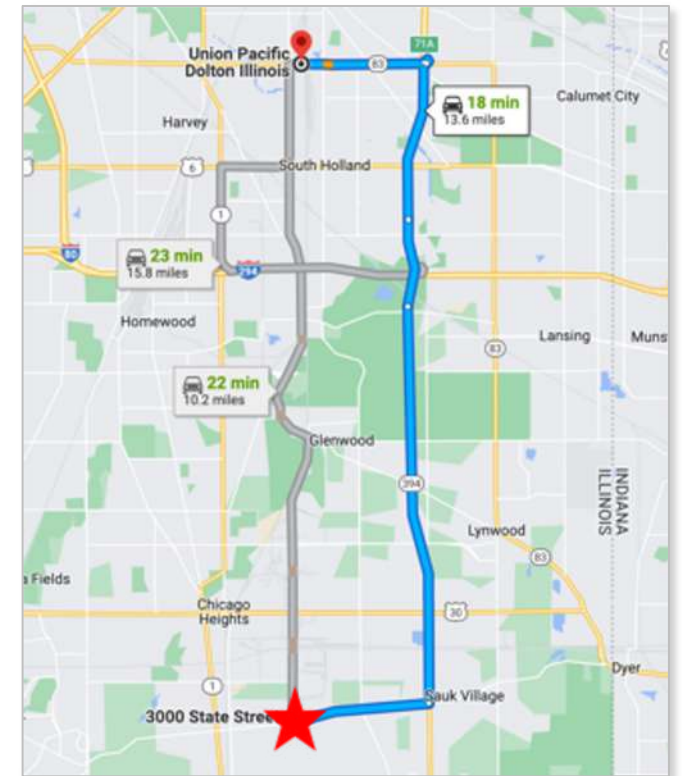 71A
Union Pacific
Dolton Illinois
83
18 min
13.6 miles
Calumet City
Harvey
6
South Holland
1
23 min
15.8 miles
80
294
Homewood
Lansing
Muns
83
22 min
10.2 miles
Glenwood
394
INDIANA
ILLINOIS
Lynwood
83
a Fields
Chicago
Heights
30
Dyer
1
Sauk Village
3000 State Stree